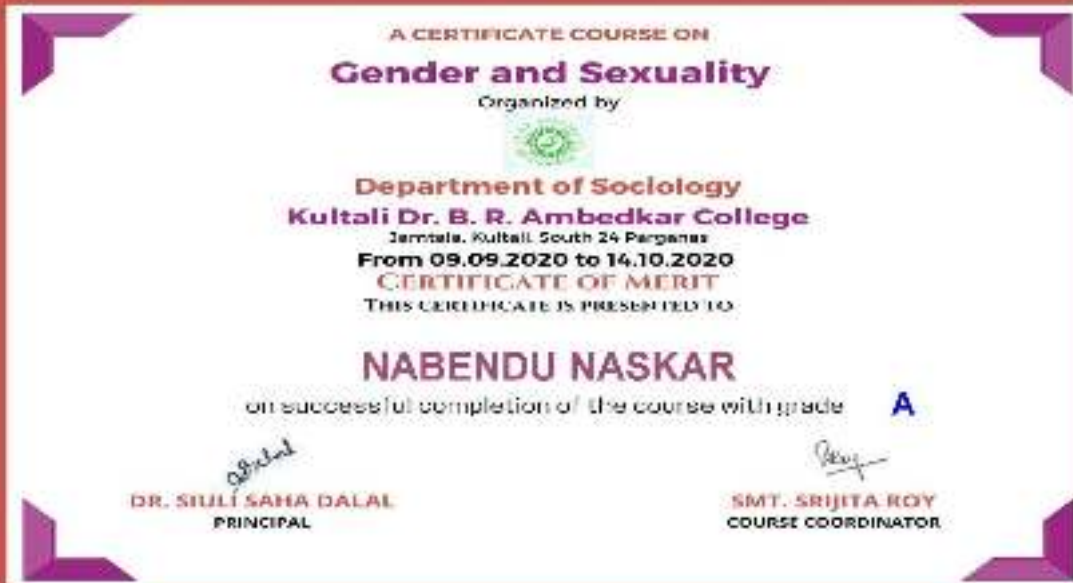 A CERTIFICATE COURSE ON
Gender and Sexuality
Organized by
Department of Sociology
Kultali Dr. B. R. Ambedkar College
Jamtala, Kultali, South 24 Parganas
From 09.09.2020 to 14.10.2020
CERTIFICATE OF MERIT
THIS CERTIFICATE IS PRESENTED TO
NABENDU NASKAR
on successful completion of the course with grade A
DR. SIULI SAHA DALAL
PRINCIPAL
SMT. SRIJITA ROY
COURSE COORDINATOR